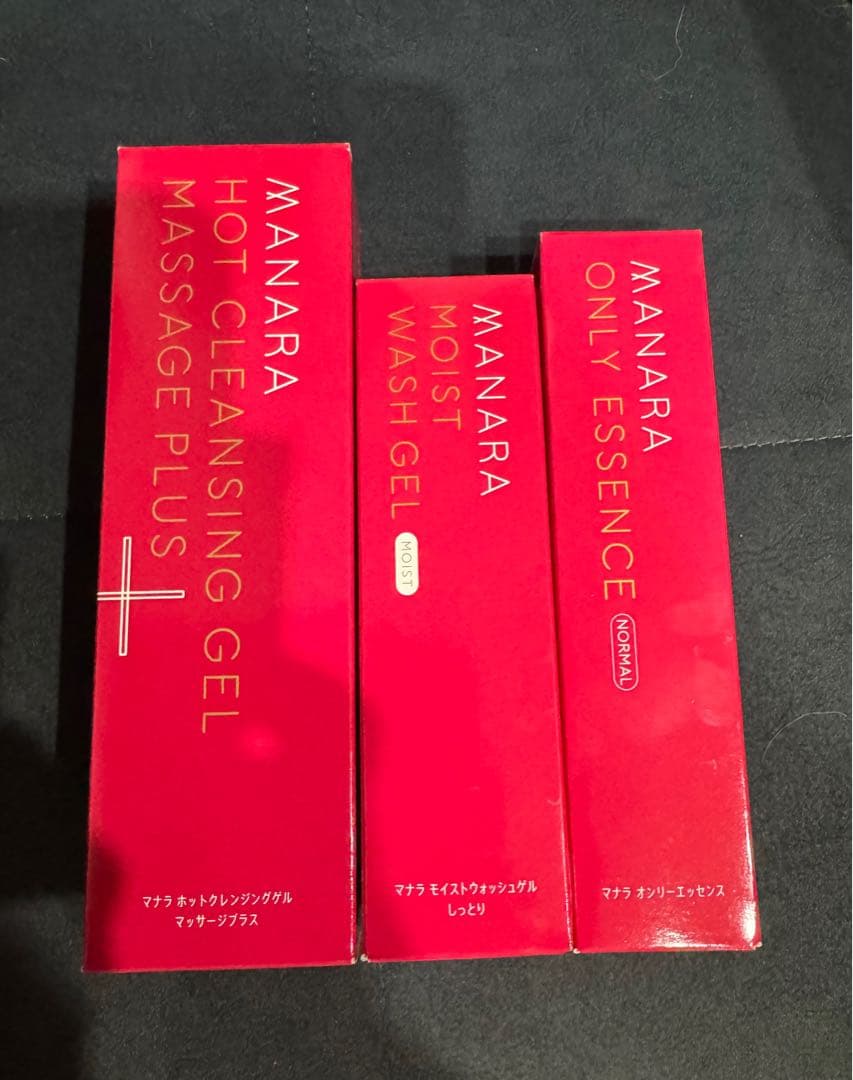 MANARA
HOT CLEANSING GEL
MASSAGE PLUS
マナラ ホットクレンジングゲル
マッサージプラス
MANARA
MOIST
WASH GEL
MOIST
マナラ モイストウォッシュゲル
しっとり
MANARA
ONLY ESSENCE
NORMAL
マナラ オンリーエッセンス